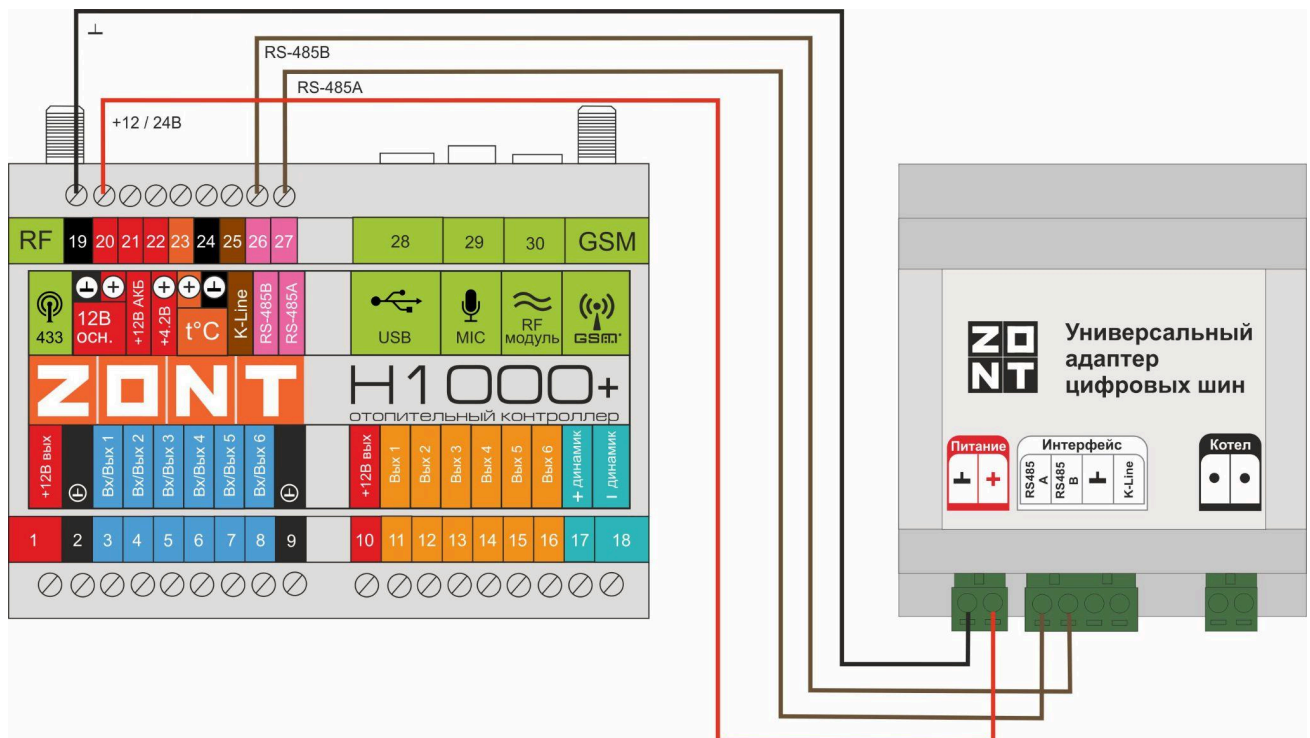 RS-485B
RS-485A
+12 / 24В
RF 19 20 21 22 23 24 25 26 27 28 29 30 GSM
433
12В
осн.
+12В АКБ
+4.2В
t°C
K-Line
RS-485B
RS-485A
USB
MIC
RF
модуль
GSM
ZONT
H1000+
отопительный контроллер
+12В вых
Вх/Вых 1
Вх/Вых 2
Вх/Вых 3
Вх/Вых 4
Вх/Вых 5
Вх/Вых 6
+12В вых
Вых 1
Вых 2
Вых 3
Вых 4
Вых 5
Вых 6
+ динамик
– динамик
1 2 3 4 5 6 7 8 9 10 11 12 13 14 15 16 17 18
ZONT
Универсальный
адаптер
цифровых шин
Питание
Интерфейс
RS485
A
RS485
B
K-Line
Котел